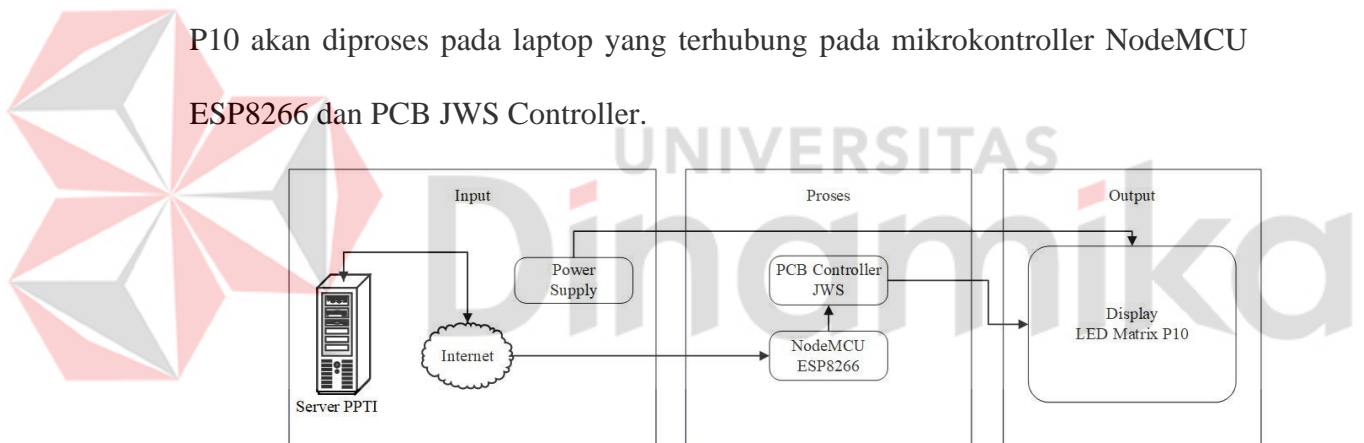 P10 akan diproses pada laptop yang terhubung pada mikrokontroller NodeMCU
ESP8266 dan PCB JWS Controller.
UNIVERSITAS
Dinamika
Input
Proses
Output
Power
Supply
PCB Controller
JWS
Display
LED Matrix P10
Internet
NodeMCU
ESP8266
Server PPTI